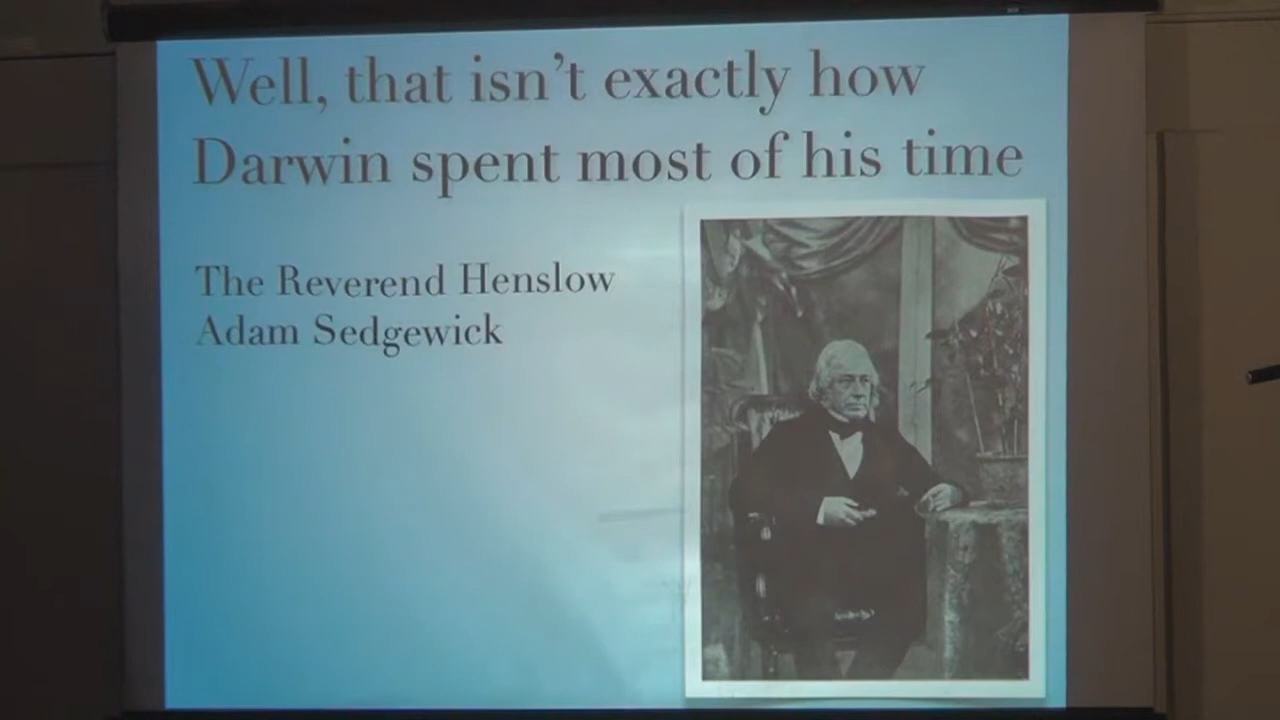 Well, that isn't exactly how
Darwin spent most of his time
The Reverend Henslow
Adam Sedgewick